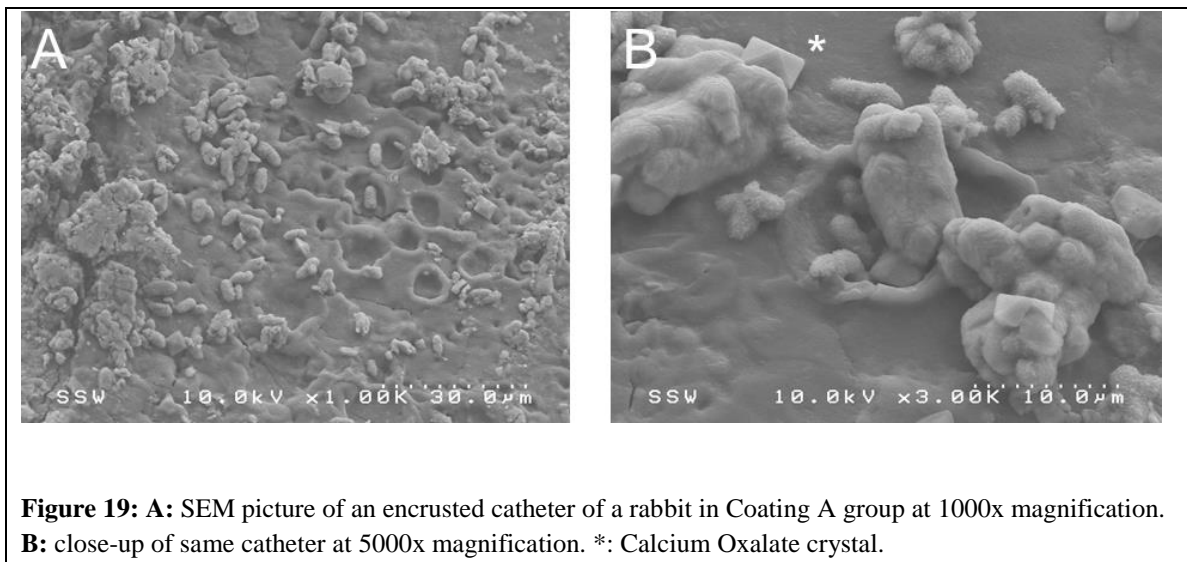 A
B
*
SSW 10.0kV x1.00K 30.0µm
SSW 10.0kV x3.00K 10.0µm
Figure 19: A: SEM picture of an encrusted catheter of a rabbit in Coating A group at 1000x magnification.
B: close-up of same catheter at 5000x magnification. *: Calcium Oxalate crystal.